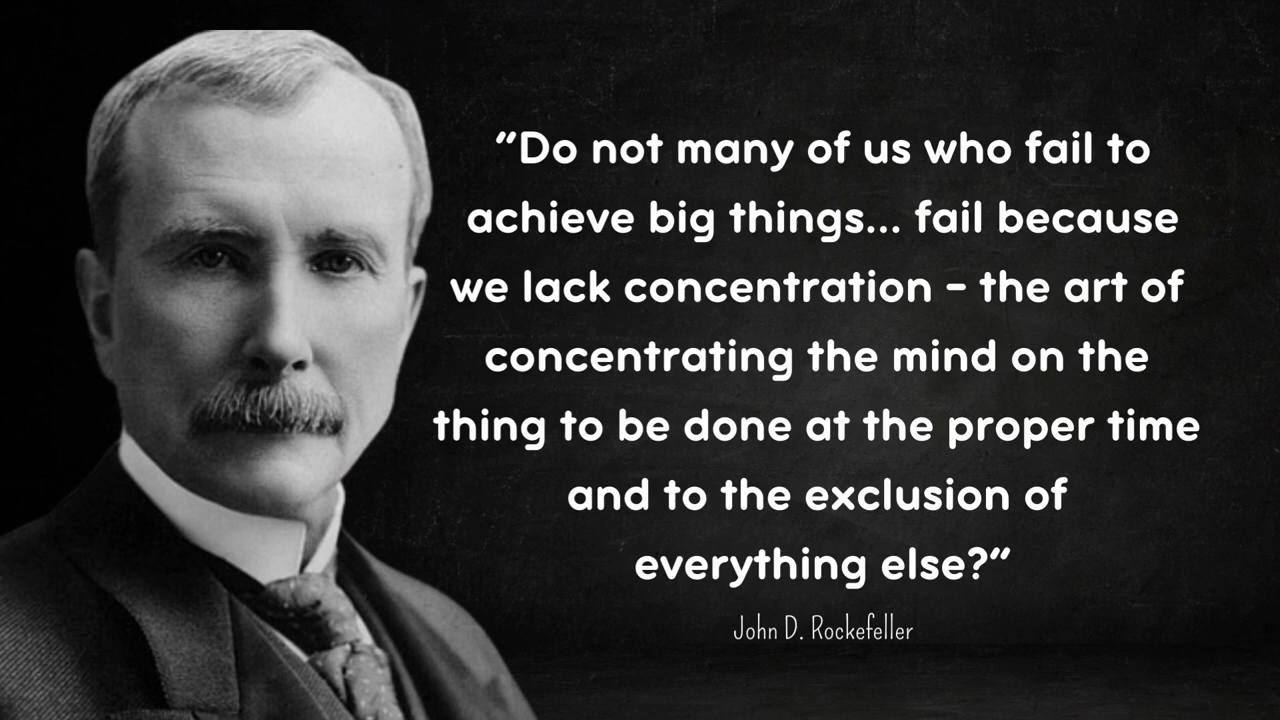 “Do not many of us who fail to
achieve big things... fail because
we lack concentration - the art of
concentrating the mind on the
thing to be done at the proper time
and to the exclusion of
everything else?”
John D. Rockefeller